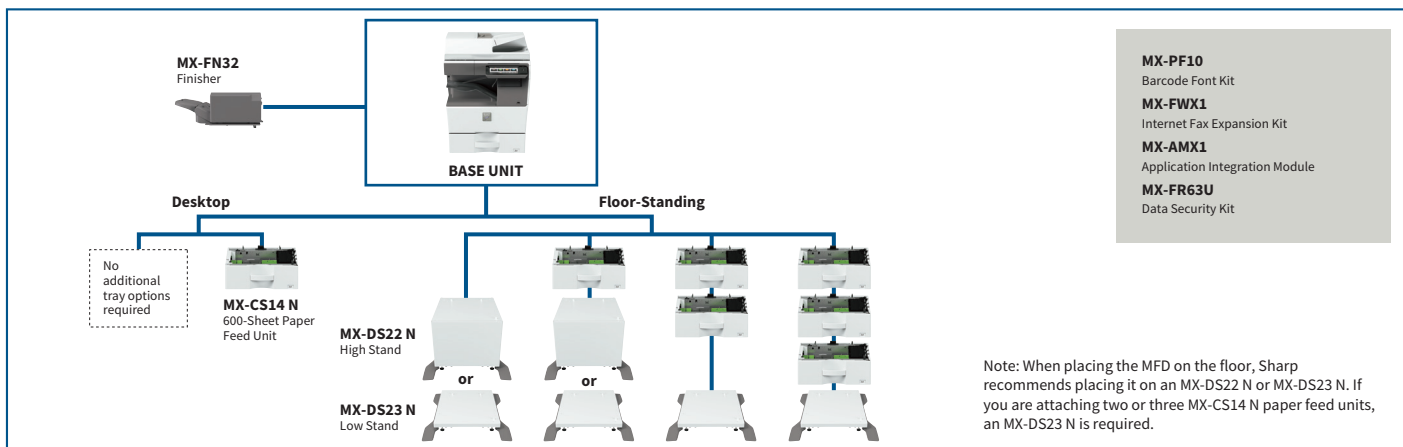 MX-FN32
Finisher
BASE UNIT
Desktop
Floor-Standing
No
additional
tray options
required
MX-CS14 N
600-Sheet Paper
Feed Unit
MX-DS22 N
High Stand
or
or
MX-DS23 N
Low Stand
MX-PF10
Barcode Font Kit
MX-FWX1
Internet Fax Expansion Kit
MX-AMX1
Application Integration Module
MX-FR63U
Data Security Kit
Note: When placing the MFD on the floor, Sharp
recommends placing it on an MX-DS22 N or MX-DS23 N. If
you are attaching two or three MX-CS14 N paper feed units,
an MX-DS23 N is required.